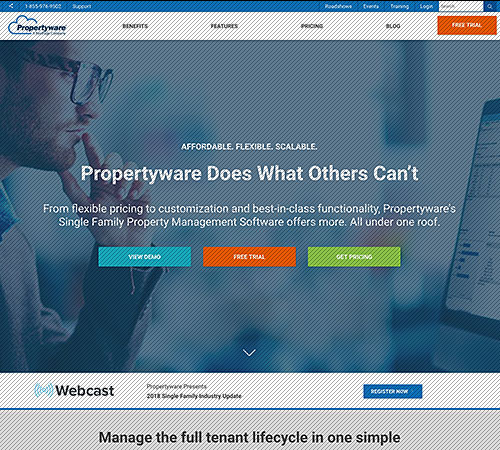 1-855-976-9502 Support Roadshows Events Training Login Search
Propertyware
BENEFITS FEATURES PRICING BLOG FREE TRIAL
AFFORDABLE. FLEXIBLE. SCALABLE.
Propertyware Does What Others Can't
From flexible pricing to customization and best-in-class functionality, Propertyware's
Single Family Property Management Software offers more. All under one roof.
VIEW DEMO FREE TRIAL GET PRICING
Webcast
Propertyware Presents
2018 Single Family Industry Update
REGISTER NOW
Manage the full tenant lifecycle in one simple